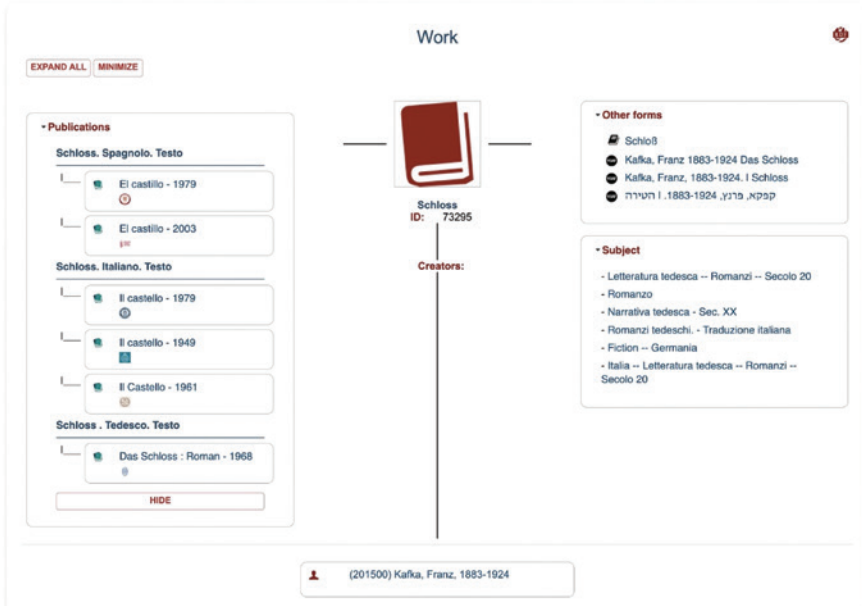 Work
EXPAND ALL
MINIMIZE
Publications
Schloss. Spagnolo. Testo
El castillo - 1979
El castillo - 2003
Schloss. Italiano. Testo
Il castello - 1979
Il castello - 1949
Il Castello - 1961
Schloss . Tedesco. Testo
Das Schloss : Roman - 1968
HIDE
Schloss
ID: 73295
Creators:
Other forms
Schloß
Kafka, Franz 1883-1924 Das Schloss
Kafka, Franz, 1883-1924. I Schloss
קפקא, פרנץ, 1883-1924. I הטירה
Subject
- Letteratura tedesca -- Romanzi -- Secolo 20
- Romanzo
- Narrativa tedesca - Sec. XX
- Romanzi tedeschi. - Traduzione italiana
- Fiction -- Germania
- Italia -- Letteratura tedesca -- Romanzi --
Secolo 20
(201500) Kafka, Franz, 1883-1924